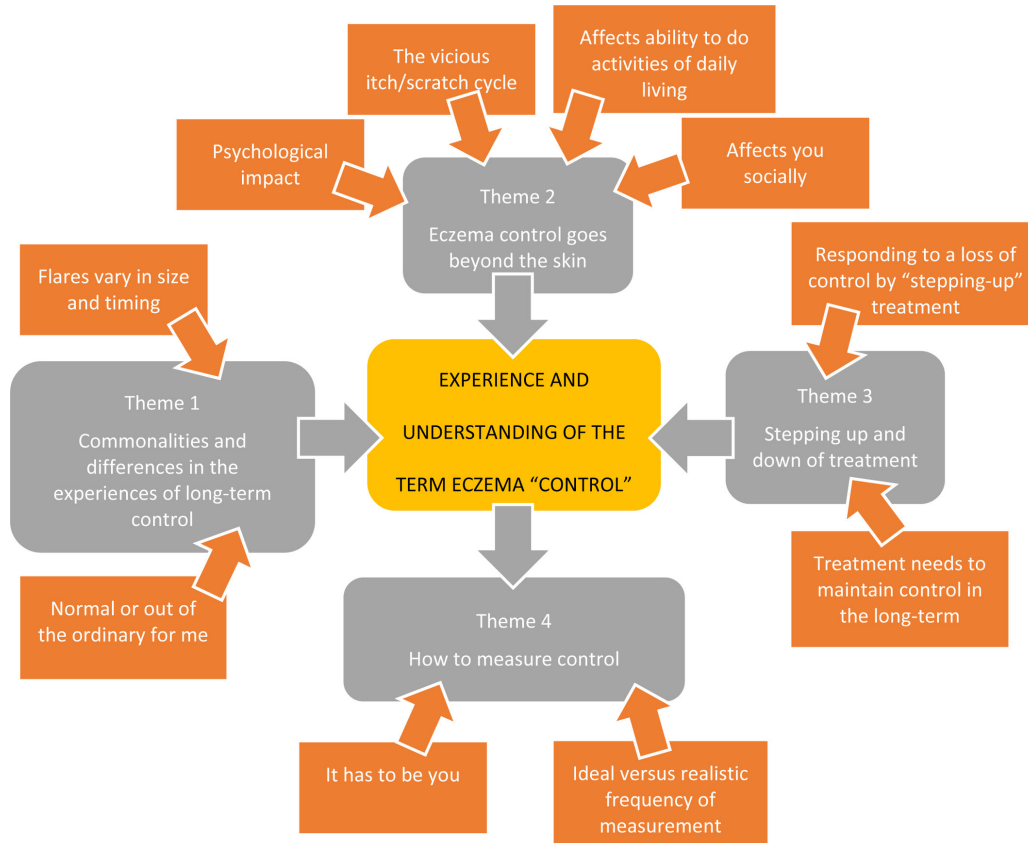 The vicious
itch/scratch cycle
Affects ability to do
activities of daily
living
Psychological
impact
Affects you
socially
Theme 2
Eczema control goes
beyond the skin
Flares vary in size
and timing
Responding to a loss of
control by “stepping-up”
treatment
Theme 1
Commonalities and
differences in the
experiences of long-term
control
EXPERIENCE AND
UNDERSTANDING OF THE
TERM ECZEMA “CONTROL”
Theme 3
Stepping up and
down of treatment
Normal or out of
the ordinary for me
Treatment needs to
maintain control in
the long-term
Theme 4
How to measure control
It has to be you
Ideal versus realistic
frequency of
measurement